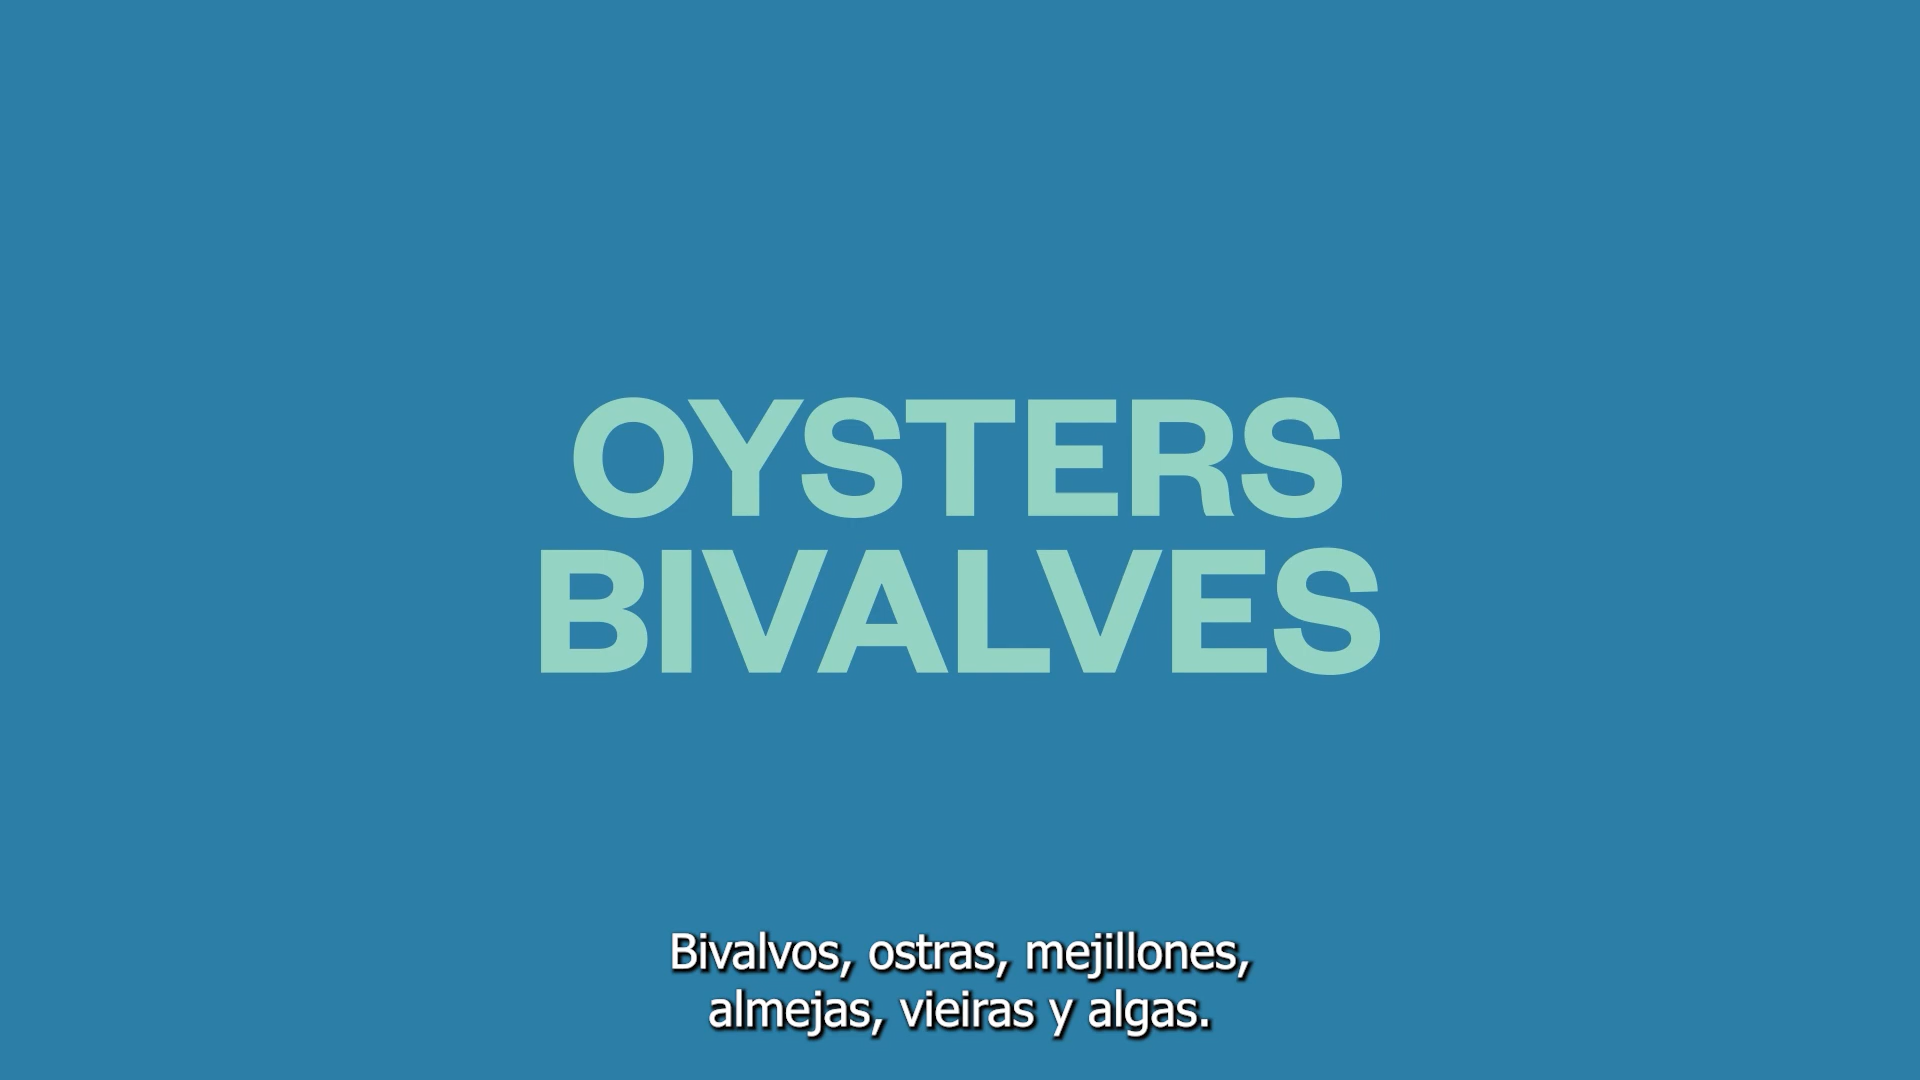 OYSTERS
BIVALVES
Bivalvos, ostras, mejillones,
almejas, vieiras y algas.